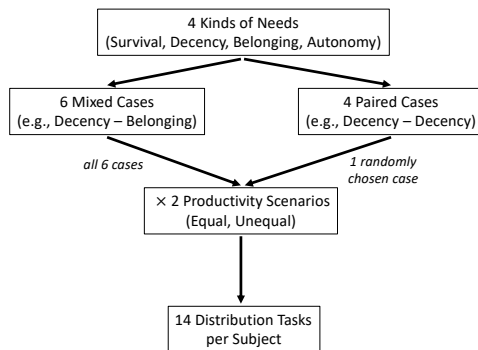 4 Kinds of Needs
(Survival, Decency, Belonging, Autonomy)
6 Mixed Cases
(e.g., Decency – Belonging)
4 Paired Cases
(e.g., Decency – Decency)
all 6 cases
1 randomly
chosen case
× 2 Productivity Scenarios
(Equal, Unequal)
14 Distribution Tasks
per Subject